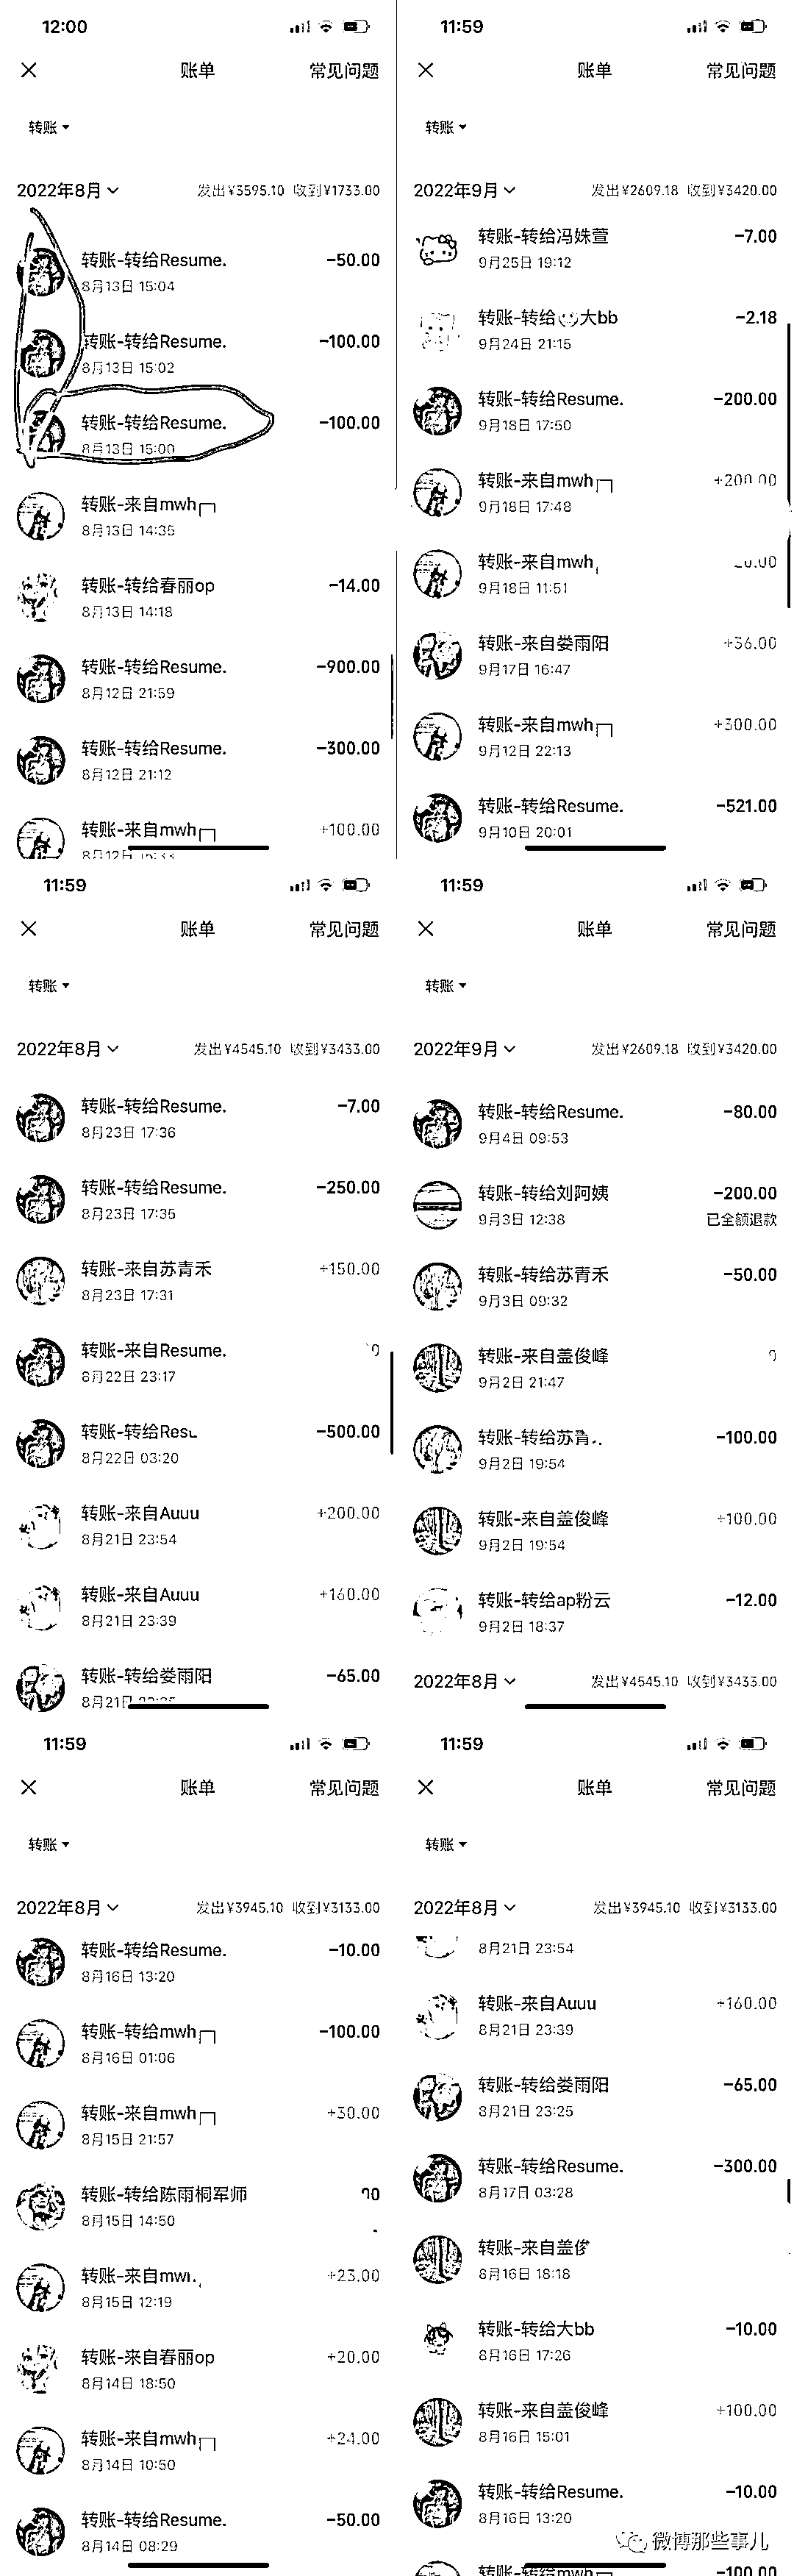 12:00
账单
常见问题
转账
2022年8月
发出¥3595.10 收到¥1733.00
转账-转给Resume.
-50.00
8月13日 15:04
转账-转给Resume.
-100.00
8月13日 15:02
转账-转给Resume.
-100.00
8月13日 15:00
转账-来自mwh
8月13日 14:35
转账-转给春丽op
-14.00
8月13日 14:18
转账-转给Resume.
-900.00
8月12日 21:59
转账-转给Resume.
-300.00
8月12日 21:12
转账-来自mwh
+100.00
8月12日
11:59
账单
常见问题
转账
2022年9月
发出¥2609.18 收到¥3420.00
转账-转给冯姝萱
-7.00
9月25日 19:12
转账-转给大bb
-2.18
9月24日 21:15
转账-转给Resume.
-200.00
9月18日 17:50
转账-来自mwh
+200.00
9月18日 17:48
转账-来自mwh
9月18日 11:51
转账-来自娄雨阳
+36.00
9月17日 16:47
转账-来自mwh
+300.00
9月12日 22:13
转账-转给Resume.
-521.00
9月10日 20:01
11:59
账单
常见问题
转账
2022年8月
发出¥4545.10 收到¥3433.00
转账-转给Resume.
-7.00
8月23日 17:36
转账-转给Resume.
-250.00
8月23日 17:35
转账-来自苏青禾
+150.00
8月23日 17:31
转账-来自Resume.
8月22日 23:17
转账-转给Resu
-500.00
8月22日 03:20
转账-来自Auuu
+200.00
8月21日 23:54
转账-来自Auuu
+160.00
8月21日 23:39
转账-转给娄雨阳
-65.00
8月21日
11:59
账单
常见问题
转账
2022年9月
发出¥2609.18 收到¥3420.00
转账-转给Resume.
-80.00
9月4日 09:53
转账-转给刘阿姨
-200.00
9月3日 12:38
已全额退款
转账-转给苏青禾
-50.00
9月3日 09:32
转账-来自盖俊峰
9月2日 21:47
转账-转给苏青
-100.00
9月2日 19:54
转账-来自盖俊峰
+100.00
9月2日 19:54
转账-转给ap粉云
-12.00
9月2日 18:37
2022年8月
发出¥4545.10 收到¥3433.00
11:59
账单
常见问题
转账
2022年8月
发出¥3945.10 收到¥3133.00
转账-转给Resume.
-10.00
8月16日 13:20
转账-转给mwh
-100.00
8月16日 01:06
转账-来自mwh
+30.00
8月15日 21:57
转账-转给陈雨桐军师
8月15日 14:50
转账-来自mw
+23.00
8月15日 12:19
转账-来自春丽op
+20.00
8月14日 18:50
转账-来自mwh
+24.00
8月14日 10:50
转账-转给Resume.
-50.00
8月14日 08:29
11:59
账单
常见问题
转账
2022年8月
发出¥3945.10 收到¥3133.00
8月21日 23:54
转账-来自Auuu
+160.00
8月21日 23:39
转账-转给娄雨阳
-65.00
8月21日 23:25
转账-转给Resume.
-300.00
8月17日 03:28
转账-来自盖俊
8月16日 18:18
转账-转给大bb
-10.00
8月16日 17:26
转账-来自盖俊峰
+100.00
8月16日 15:01
转账-转给Resume.
-10.00
8月16日 13:20
转账-转给mwh
-100.00
微博那些事儿